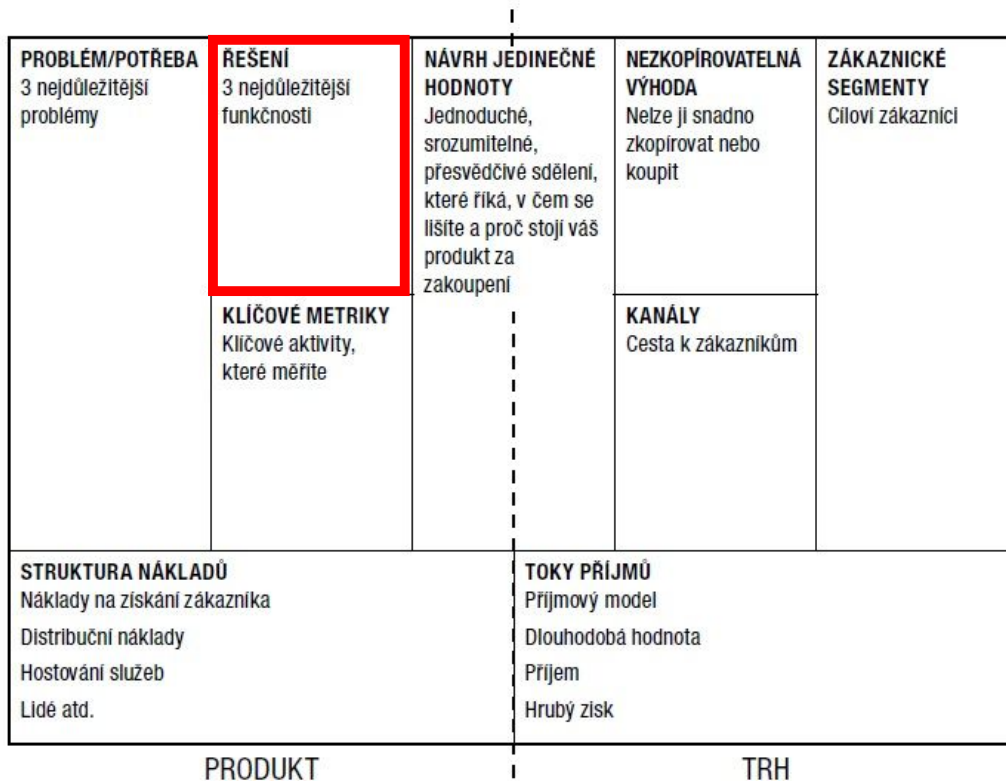 PROBLÉM/POTŘEBA
3 nejdůležitější
problémy
ŘEŠENÍ
3 nejdůležitější
funkčnosti
KLÍČOVÉ METRIKY
Klíčové aktivity,
které měříte
NÁVRH JEDINEČNÉ
HODNOTY
Jednoduché,
srozumitelné,
přesvědčivé sdělení,
které říká, v čem se
lišíte a proč stojí váš
produkt za
zakoupení
NEZKOPÍROVATELNÁ
VÝHODA
Nelze ji snadno
zkopírovat nebo
koupit
KANÁLY
Cesta k zákazníkům
ZÁKAZNICKÉ
SEGMENTY
Cíloví zákazníci
STRUKTURA NÁKLADŮ
Náklady na získání zákazníka
Distribuční náklady
Hostování služeb
Lidé atd.
TOKY PŘÍJMŮ
Příjmový model
Dlouhodobá hodnota
Příjem
Hrubý zisk
PRODUKT
TRH